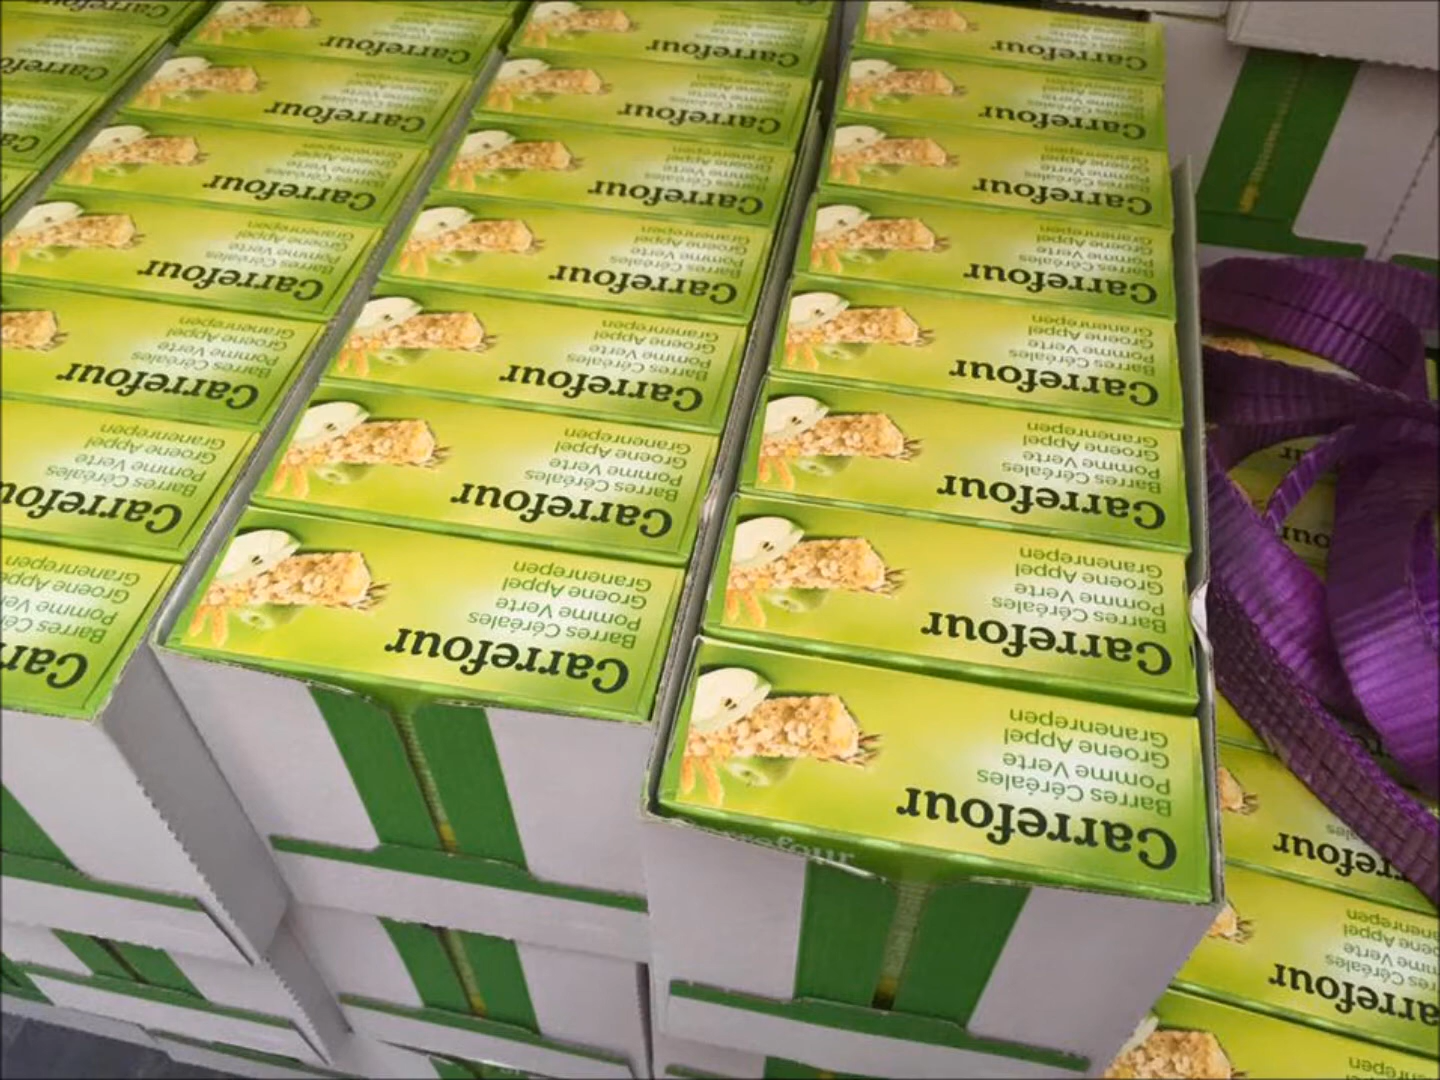 Carrefour
Barres Céréales
Pomme Verte
Groene Appel
Granenrepen